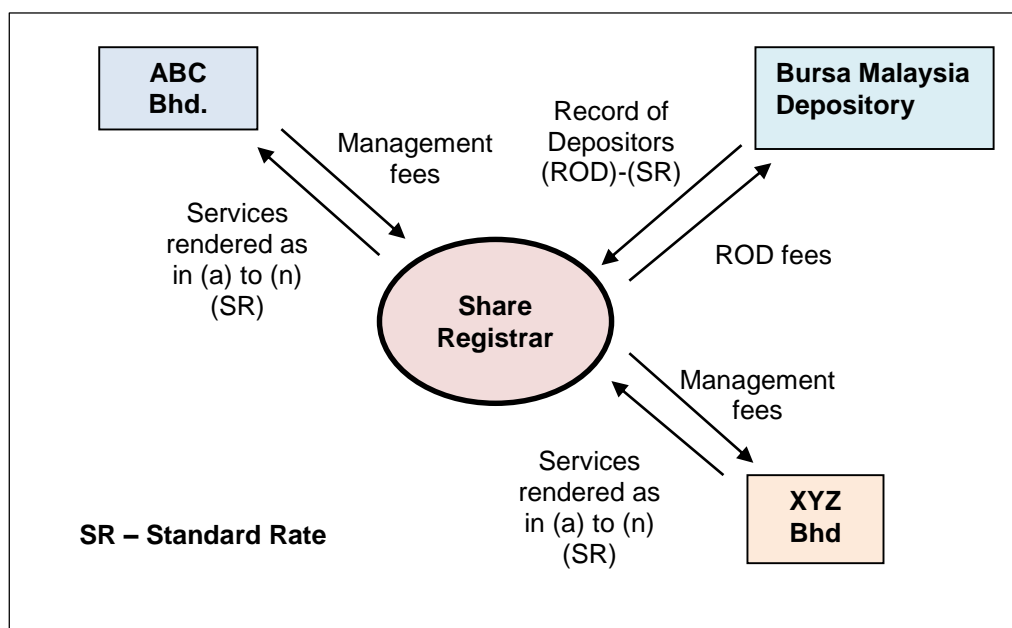 ABC
Bhd.
Bursa Malaysia
Depository
Record of
Depositors
(ROD)-(SR)
Management
fees
Services
rendered as
in (a) to (n)
(SR)
ROD fees
Share
Registrar
Management
fees
Services
rendered as
in (a) to (n)
(SR)
XYZ
Bhd
SR – Standard Rate